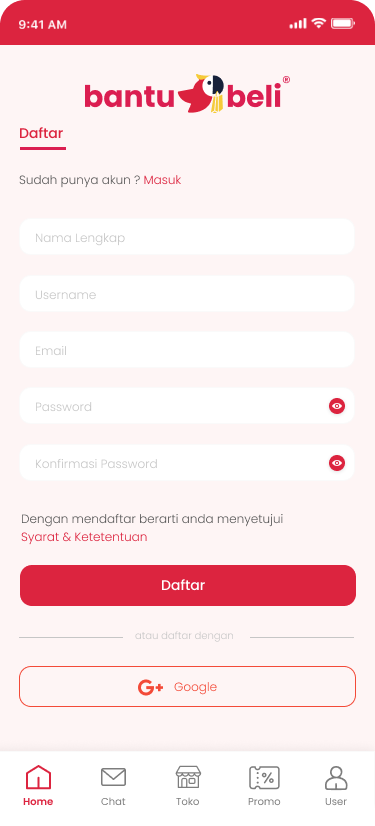 9:41 AM
bantu beli®
Daftar
Sudah punya akun ? Masuk
Nama Lengkap
Username
Email
Password
Konfirmasi Password
Dengan mendaftar berarti anda menyetujui
Syarat & Ketetentuan
Daftar
atau daftar dengan
G+ Google
Home Chat Toko Promo User